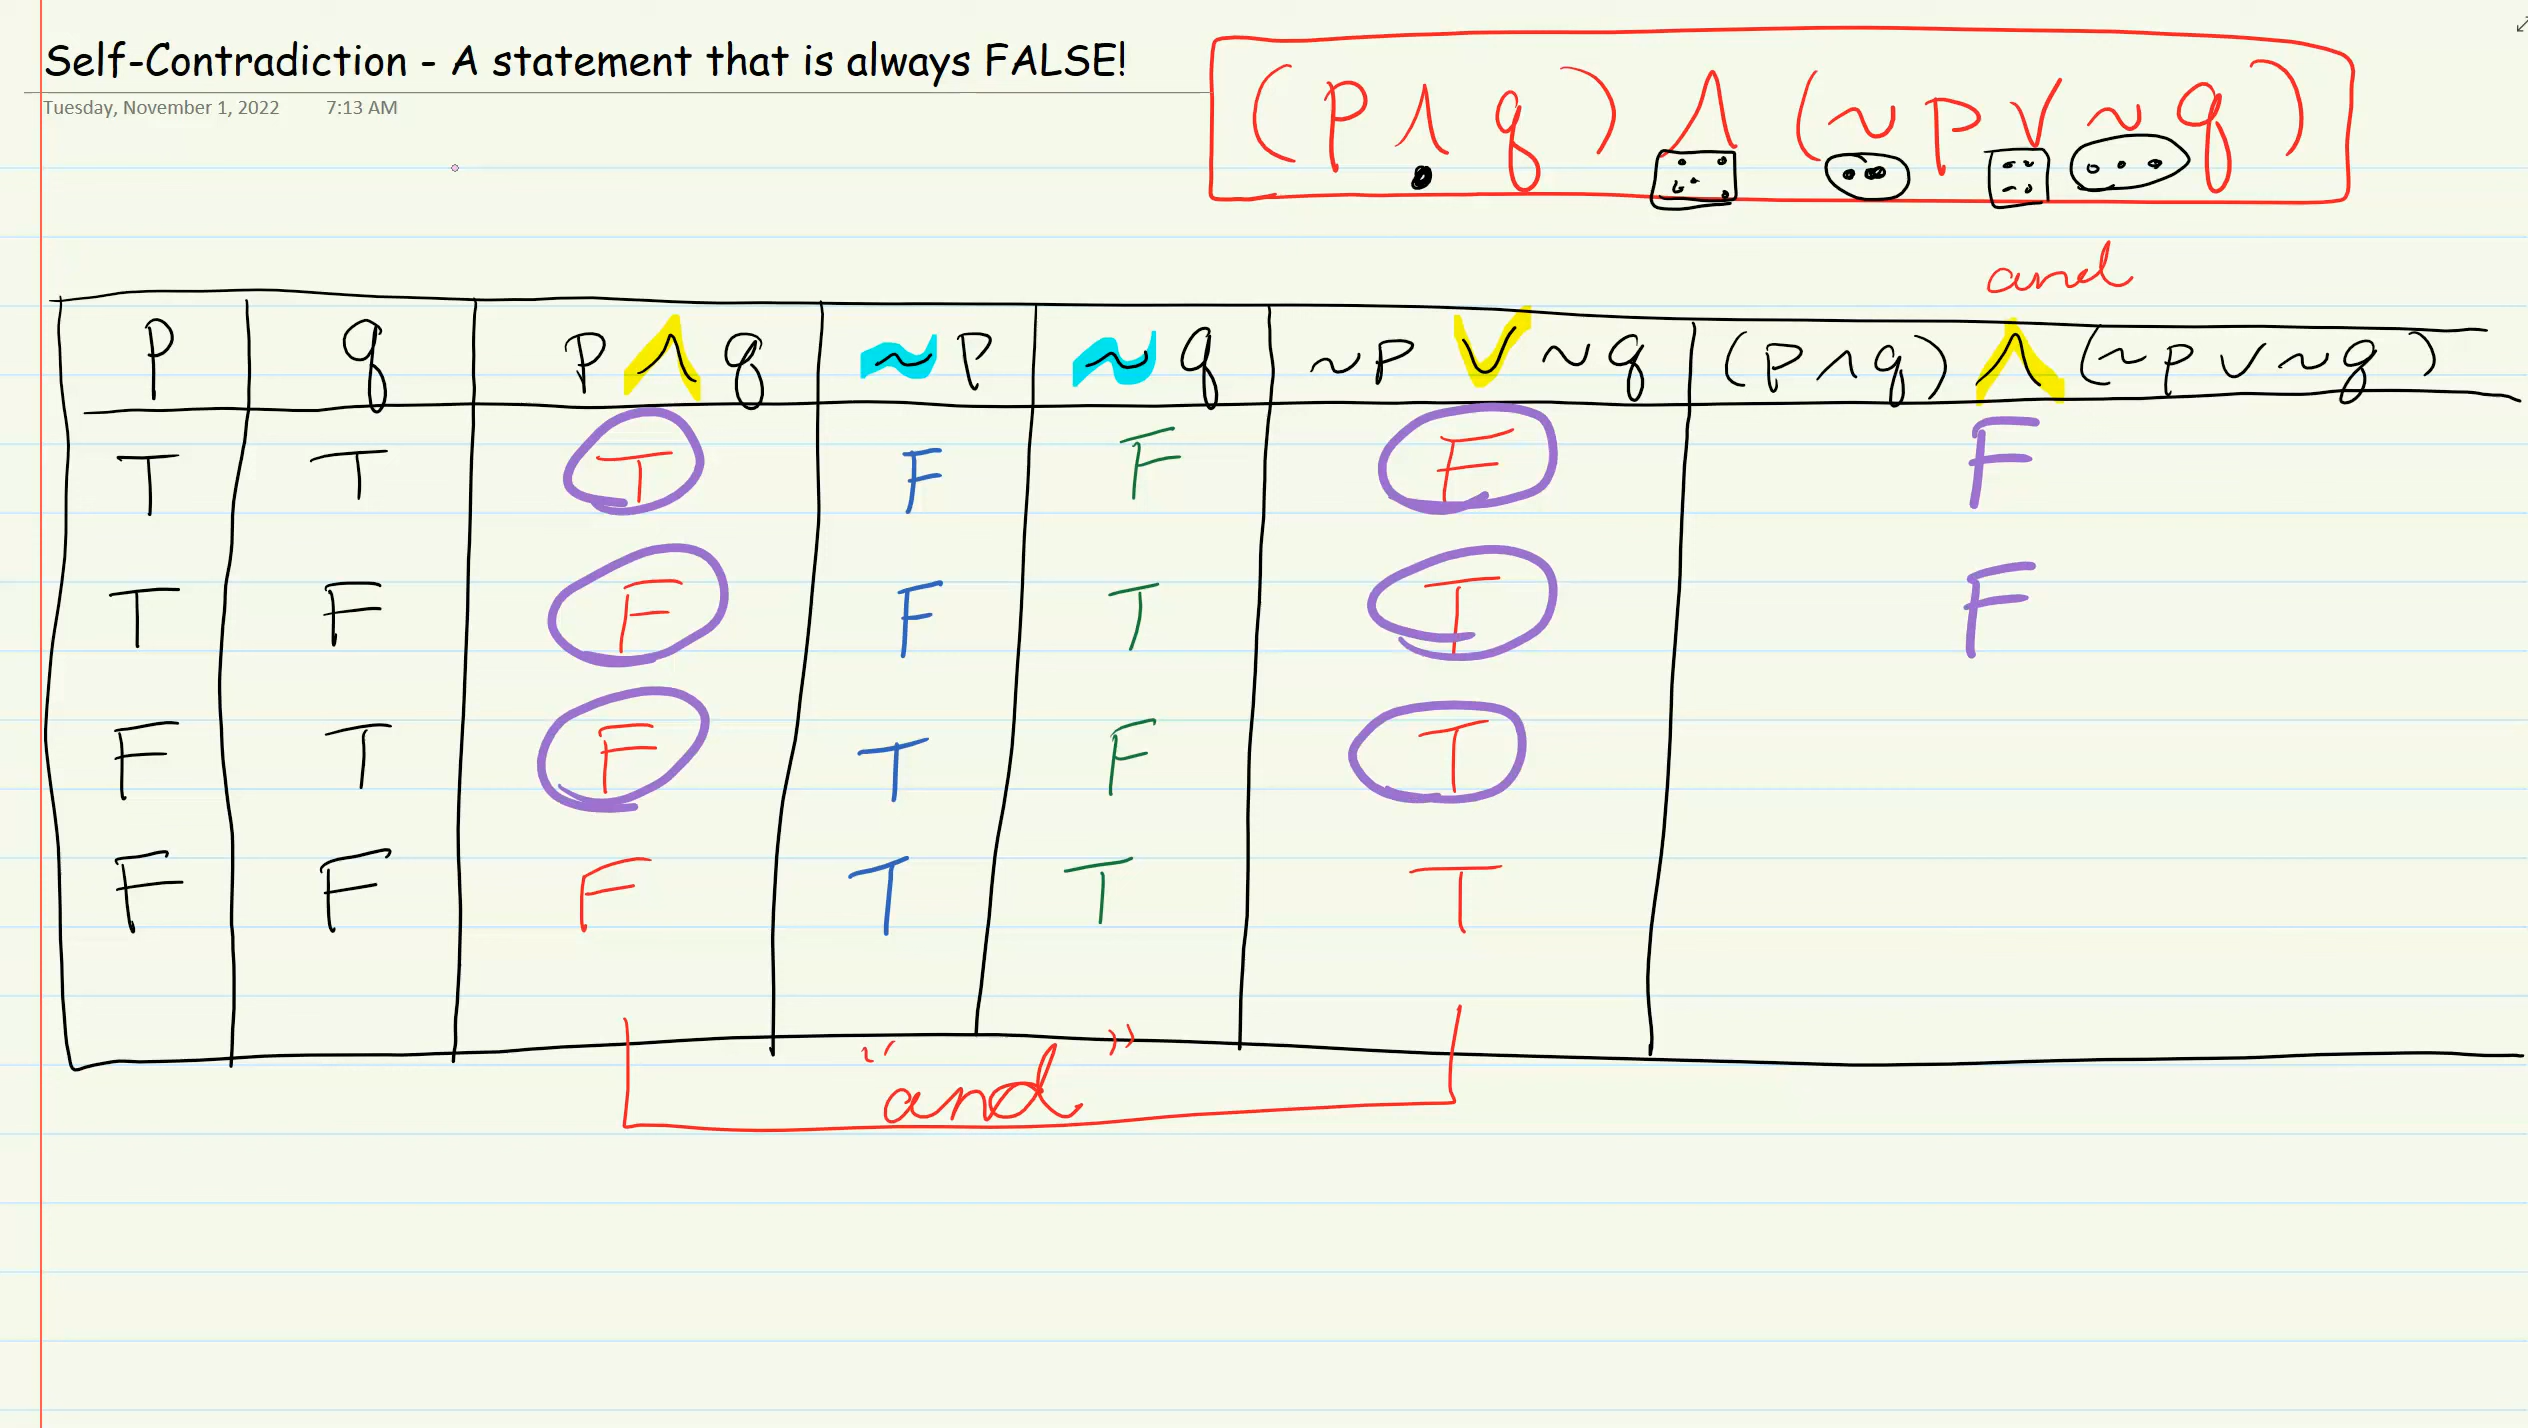 Self-Contradiction - A statement that is always FALSE!
Tuesday, November 1, 2022 7:13 AM
(p ∧ q) ∧ (~p ∨ ~q)
and
p q p ∧ q ~p ~q ~p ∨ ~q (p ∧ q) ∧ (~p ∨ ~q)
T T T F F F F
T F F F T T F
F T F T F T
F F F T T T
"and"